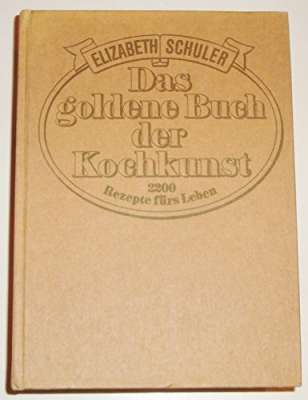 ELIZABETH SCHULER
Das
goldene Buch
der
Kochkunst
2200
Rezepte fürs Leben